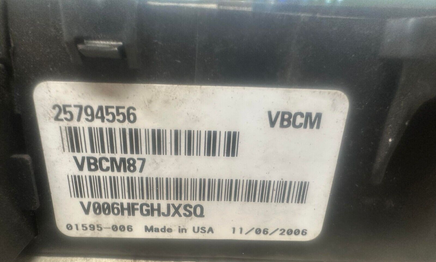 25794556 VBCM
VBCM87
V006HFGHJXSQ
01595-006 Made in USA 11/06/2006